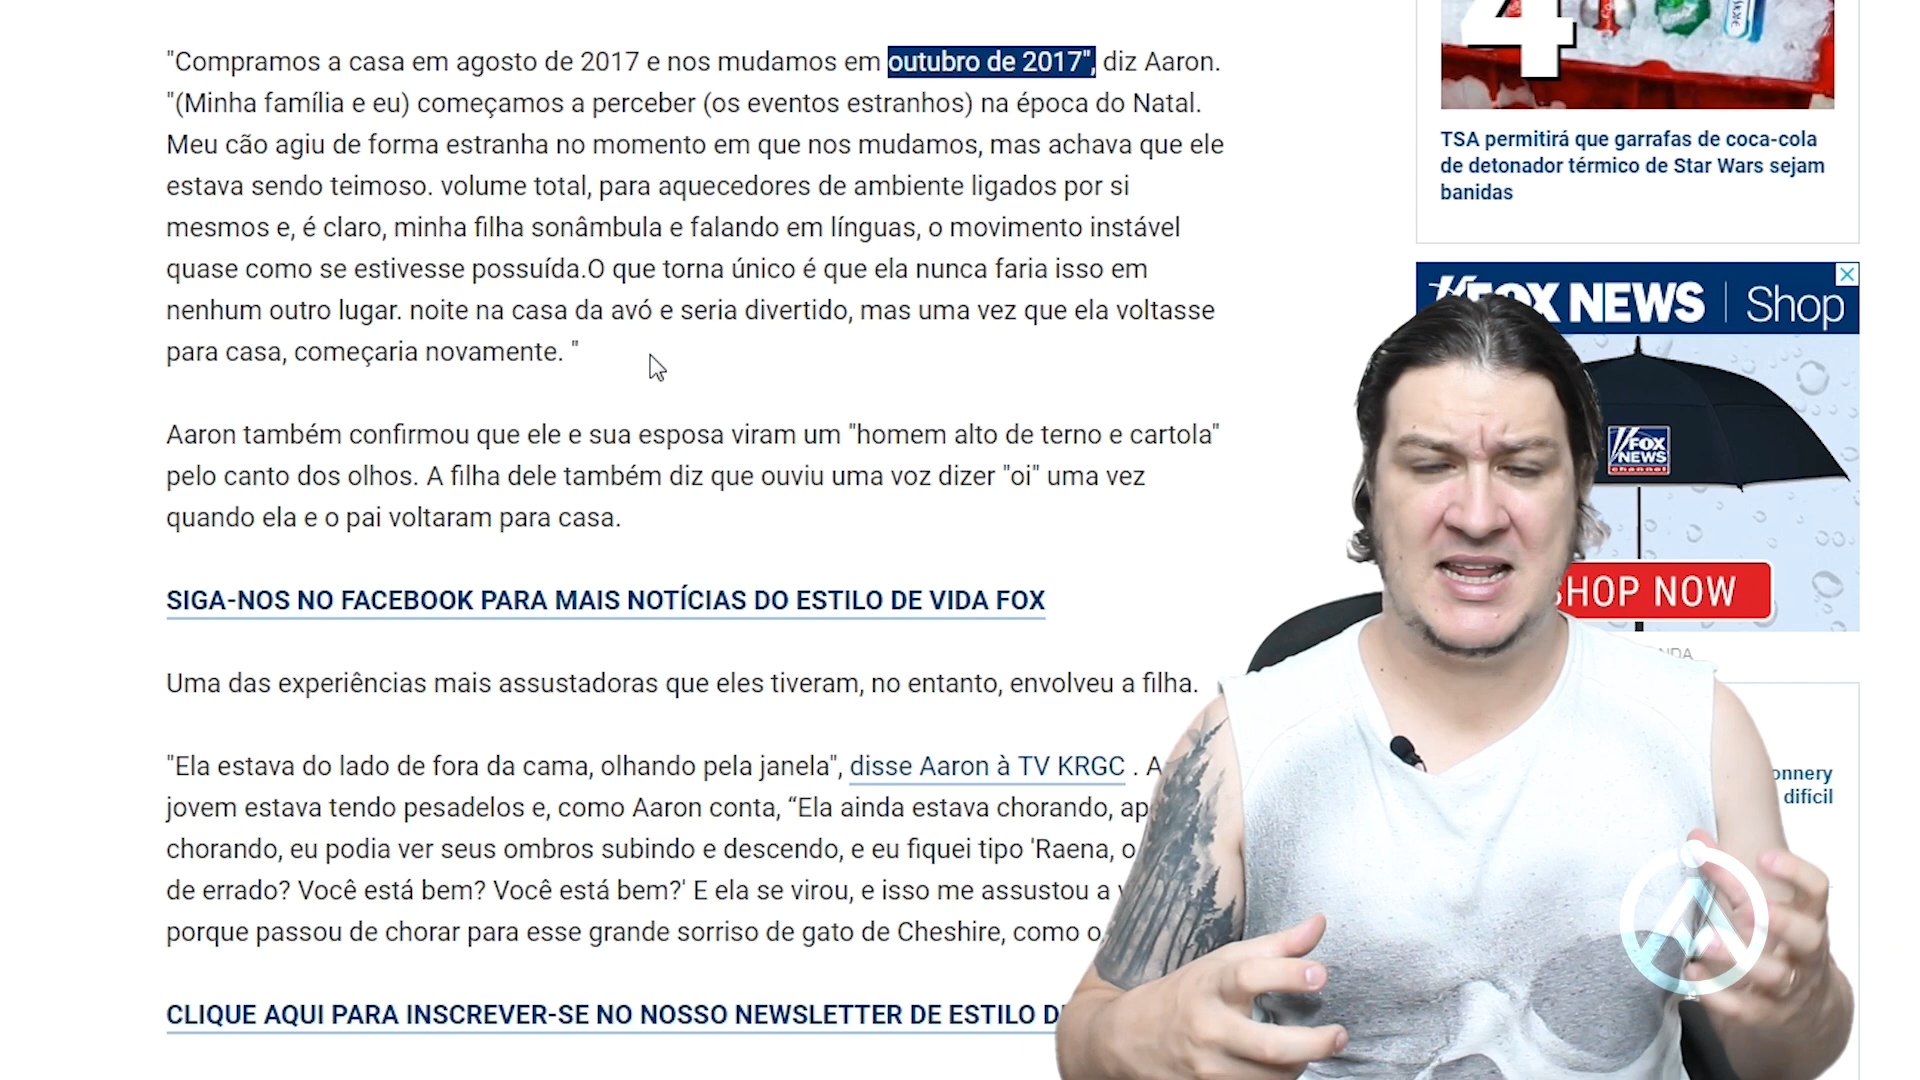 "Compramos a casa em agosto de 2017 e nos mudamos em outubro de 2017", diz Aaron.
"(Minha família e eu) começamos a perceber (os eventos estranhos) na época do Natal.
Meu cão agiu de forma estranha no momento em que nos mudamos, mas achava que ele
estava sendo teimoso. volume total, para aquecedores de ambiente ligados por si
mesmos e, é claro, minha filha sonâmbula e falando em línguas, o movimento instável
quase como se estivesse possuída.O que torna único é que ela nunca faria isso em
nenhum outro lugar. noite na casa da avó e seria divertido, mas uma vez que ela voltasse
para casa, começaria novamente. "
Aaron também confirmou que ele e sua esposa viram um "homem alto de terno e cartola"
pelo canto dos olhos. A filha dele também diz que ouviu uma voz dizer "oi" uma vez
quando ela e o pai voltaram para casa.
SIGA-NOS NO FACEBOOK PARA MAIS NOTÍCIAS DO ESTILO DE VIDA FOX
Uma das experiências mais assustadoras que eles tiveram, no entanto, envolveu a filha.
"Ela estava do lado de fora da cama, olhando pela janela", disse Aaron à TV KRGC . A
jovem estava tendo pesadelos e, como Aaron conta, “Ela ainda estava chorando,
chorando, eu podia ver seus ombros subindo e descendo, e eu fiquei tipo 'Raena, o
de errado? Você está bem? Você está bem?' E ela se virou, e isso me assustou a
porque passou de chorar para esse grande sorriso de gato de Cheshire, como
CLIQUE AQUI PARA INSCREVER-SE NO NOSSO NEWSLETTER DE ESTILO
4
TSA permitirá que garrafas de coca-cola
de detonador térmico de Star Wars sejam
banidas
FOX NEWS | Shop
FOX
NEWS
channel
SHOP NOW
difícil